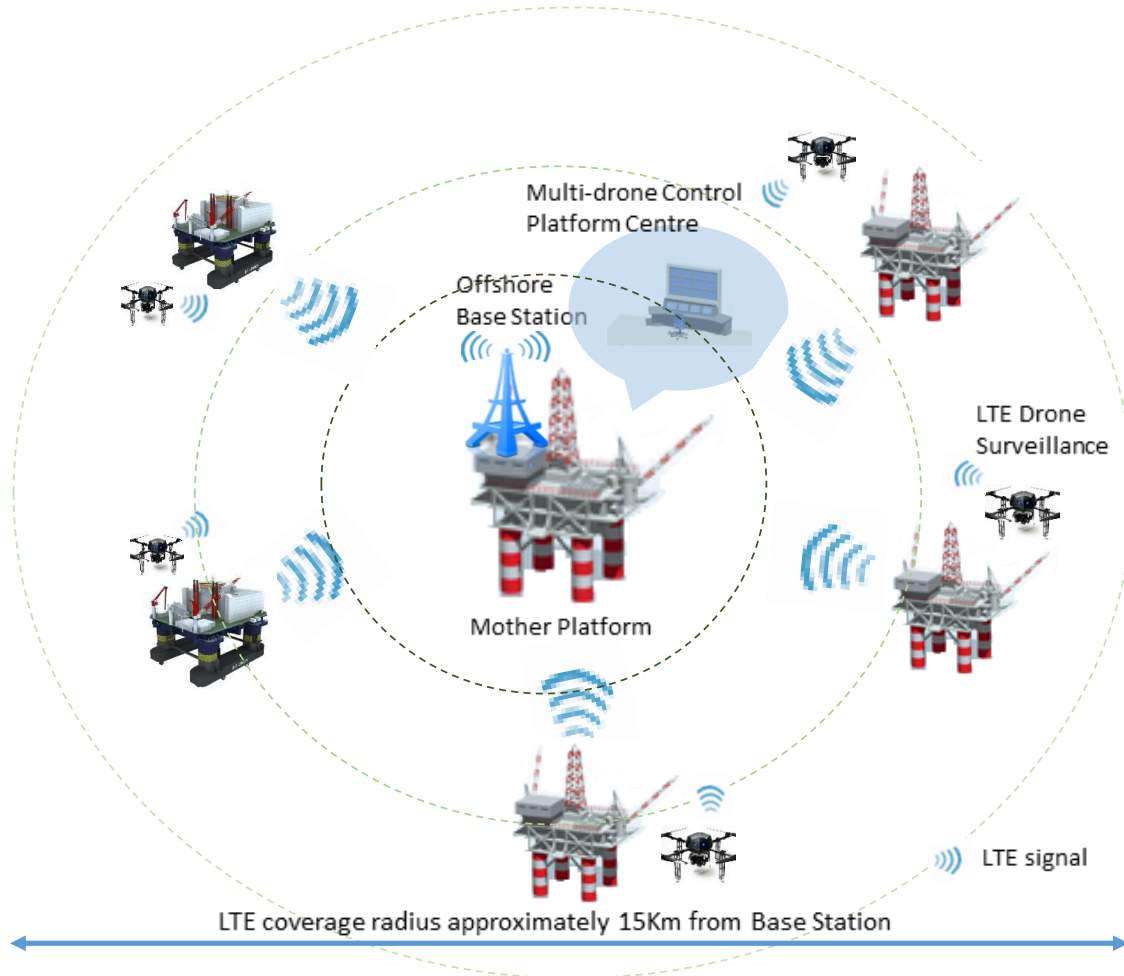 Multi-drone Control
Platform Centre
Offshore
Base Station
LTE Drone
Surveillance
Mother Platform
LTE signal
LTE coverage radius approximately 15Km from Base Station